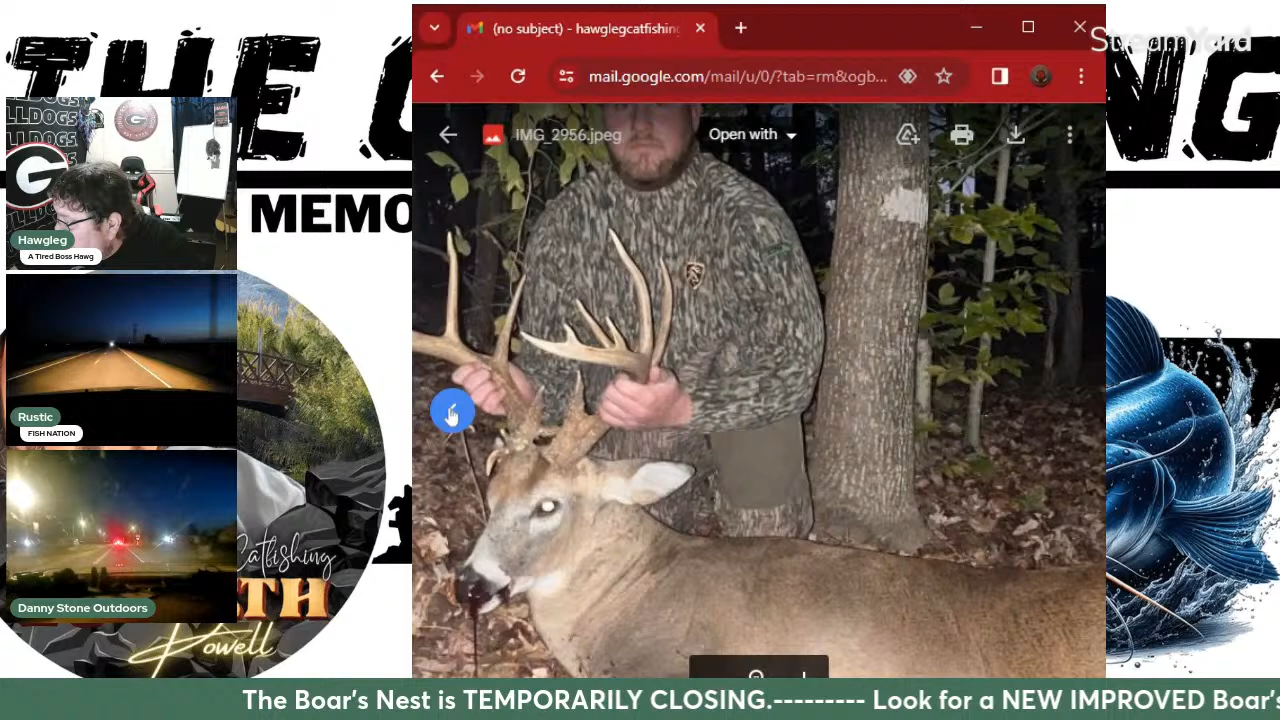 THE
NG
StreamYard
(no subject) - hawglegcatfishing
mail.google.com/mail/u/0/?tab=rm&ogb...
IMG_2956.jpeg
Open with
LLDOGS
G
Hawgleg
A Tired Boss Hawg
MEMO
Rustic
FISH NATION
Danny Stone Outdoors
Catfishing
TH
Powell
The Boar's Nest is TEMPORARILY CLOSING.--------- Look for a NEW IMPROVED Boar's